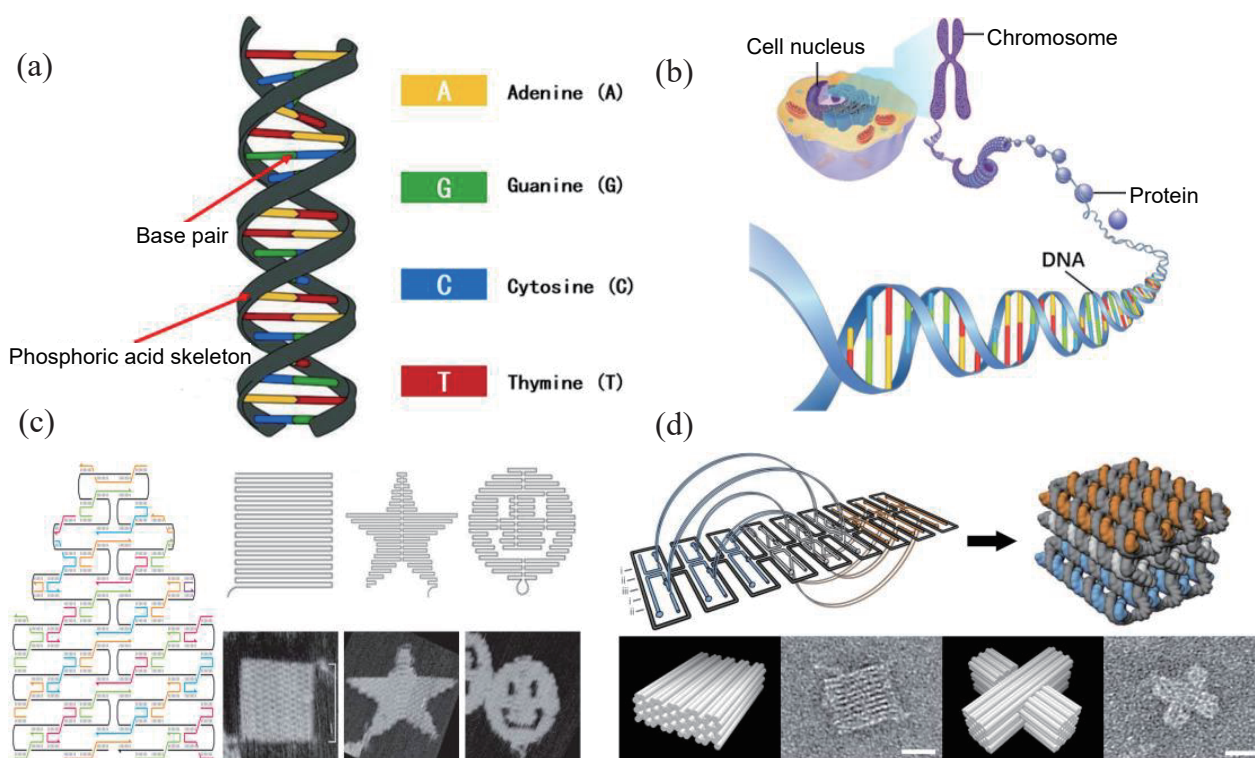 (a)
A Adenine (A)
G Guanine (G)
Base pair
C Cytosine (C)
Phosphoric acid skeleton
T Thymine (T)
(b)
Cell nucleus
Chromosome
Protein
DNA
(c)
(d)